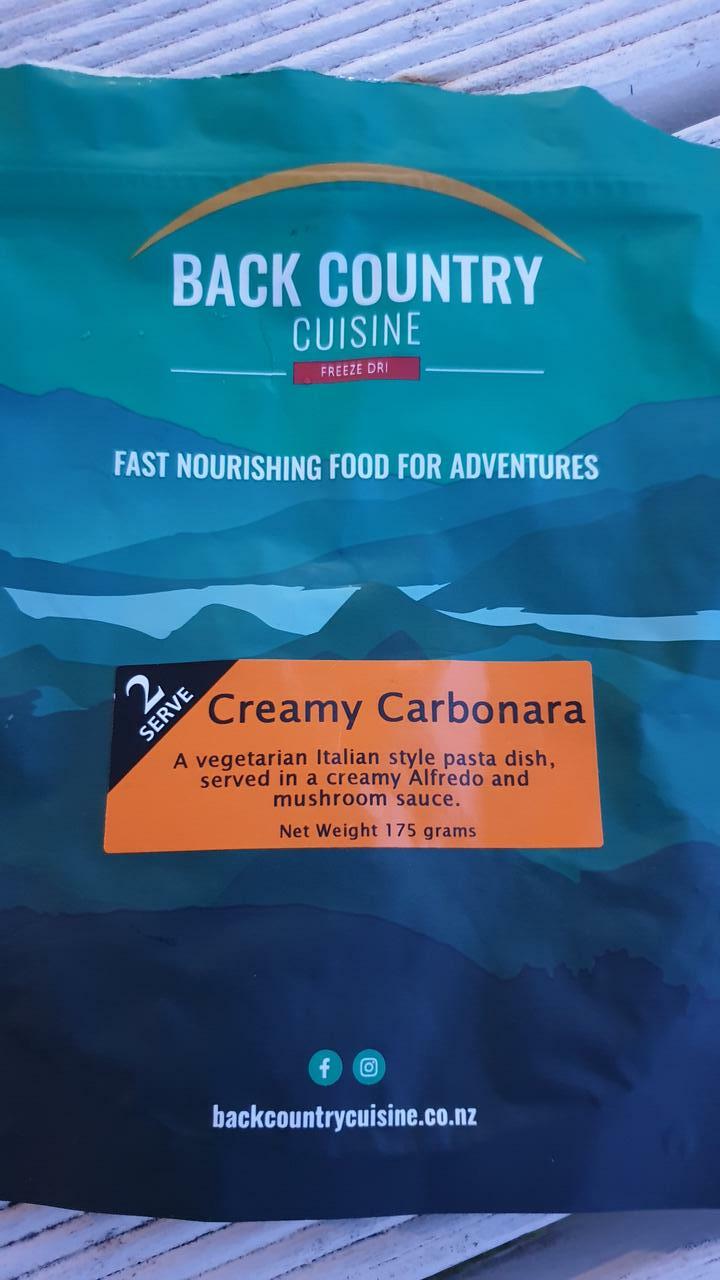 BACK COUNTRY
CUISINE
FREEZE DRI
FAST NOURISHING FOOD FOR ADVENTURES
2
SERVE
Creamy Carbonara
A vegetarian Italian style pasta dish,
served in a creamy Alfredo and
mushroom sauce.
Net Weight 175 grams
backcountrycuisine.co.nz